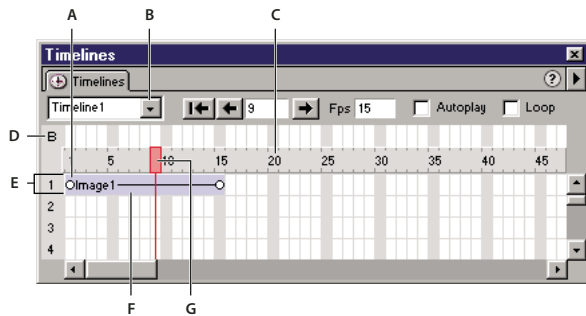 A B C
Timelines
Timelines ?
Timeline1 9 Fps 15 Autoplay Loop
D B
5 10 15 20 25 30 35 40 45
E 1 Image1
2
3
4
F G